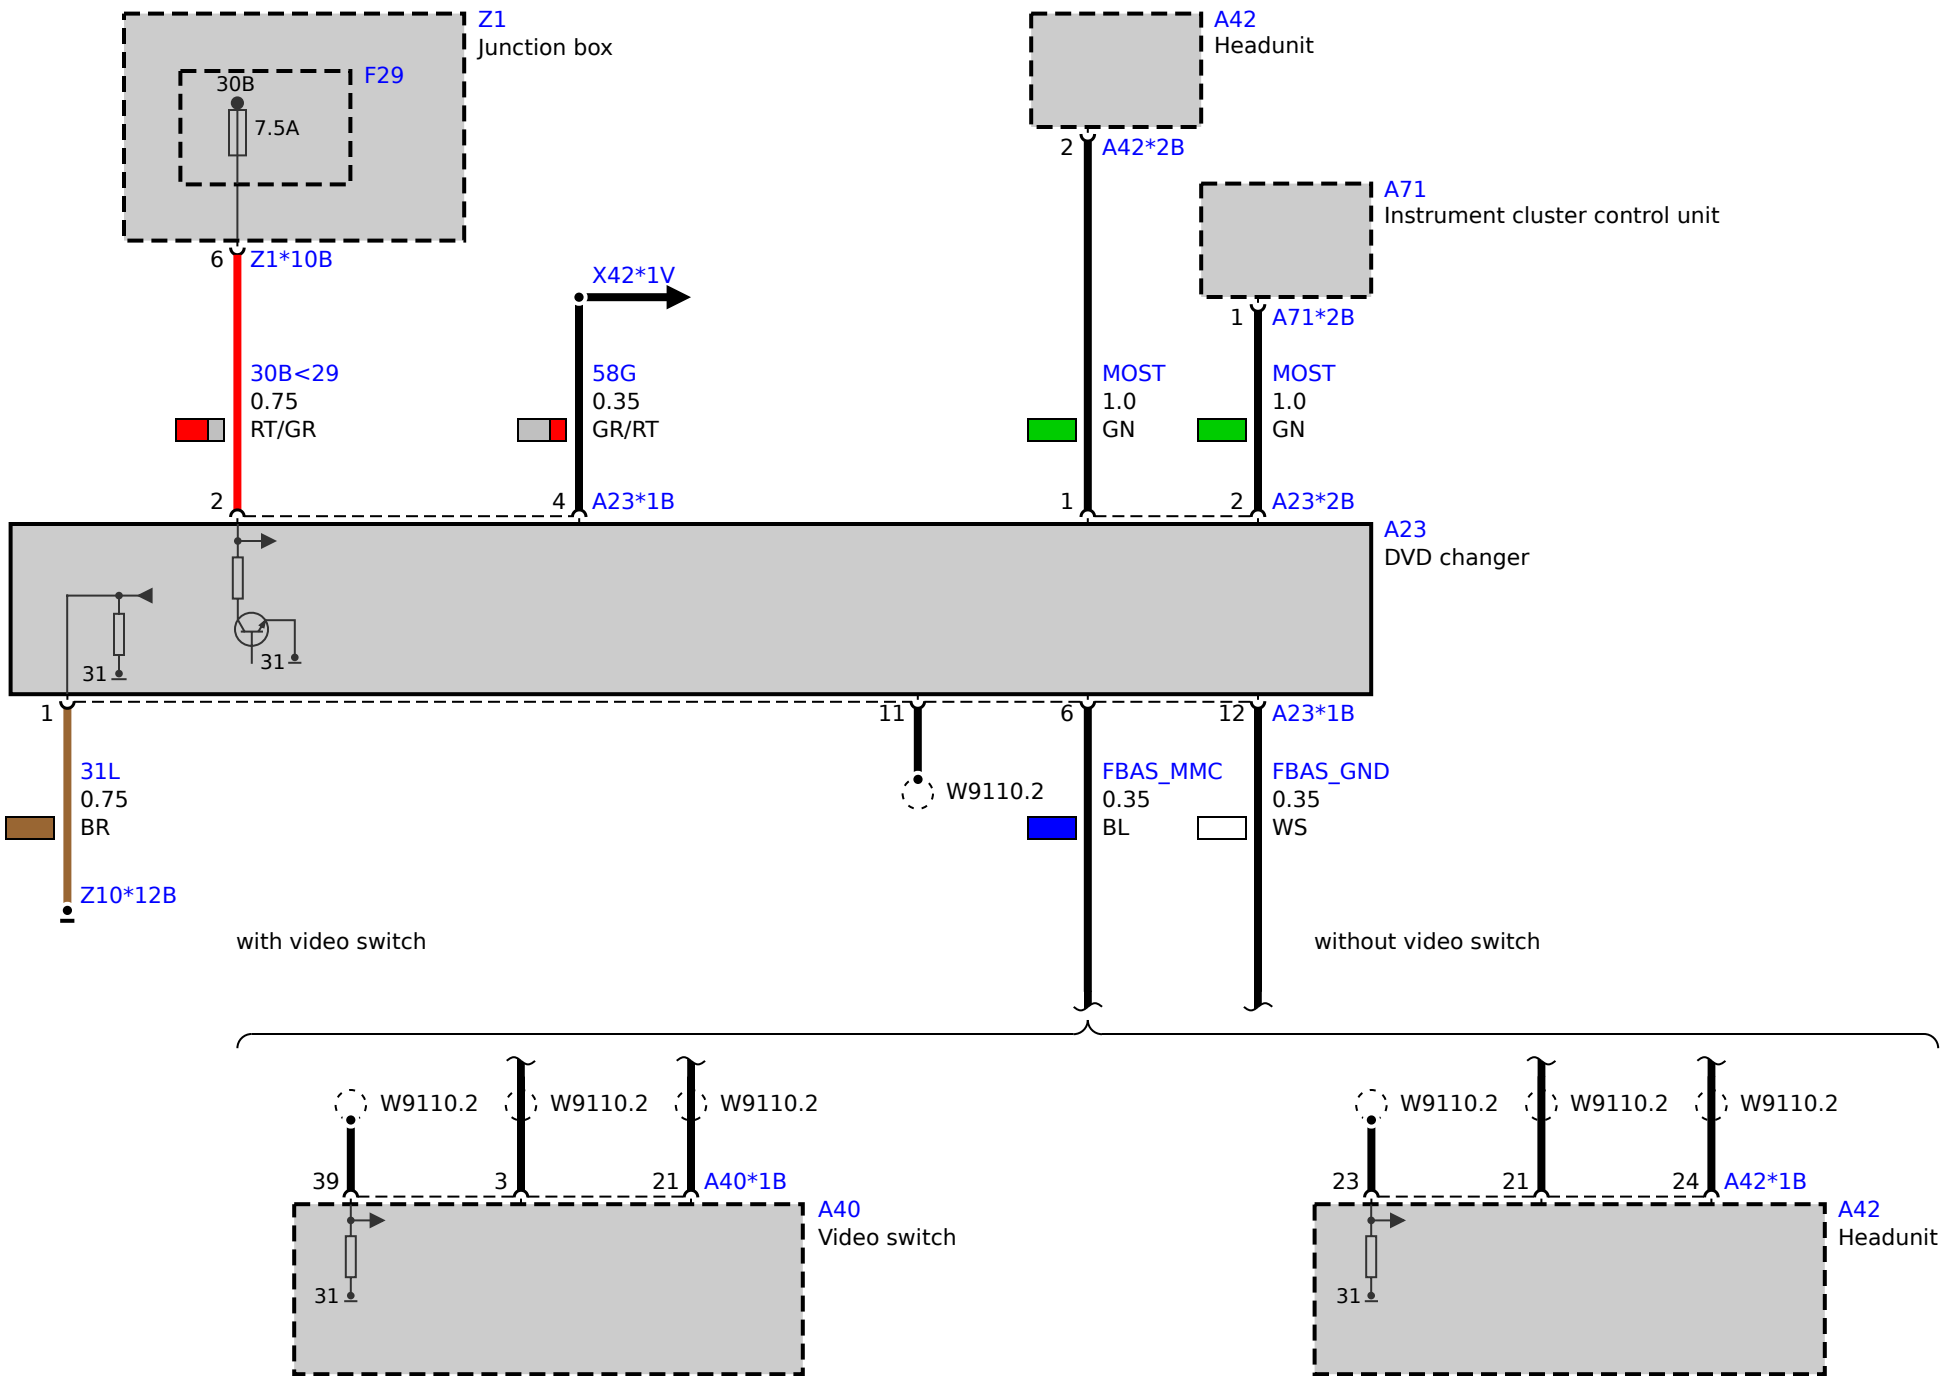 Z1
Junction box
F29
30B
7.5A
6 Z1*10B
A42
Headunit
2 A42*2B
A71
Instrument cluster control unit
1 A71*2B
X42*1V
30B<29
0.75
RT/GR
58G
0.35
GR/RT
MOST
1.0
GN
MOST
1.0
GN
2
4 A23*1B
1
2 A23*2B
A23
DVD changer
31
31
1
11
6
12 A23*1B
31L
0.75
BR
W9110.2
FBAS_MMC
0.35
BL
FBAS_GND
0.35
WS
Z10*12B
with video switch
without video switch
W9110.2
W9110.2
W9110.2
W9110.2
W9110.2
W9110.2
39
3
21 A40*1B
23
21
24 A42*1B
A40
Video switch
31
A42
Headunit
31